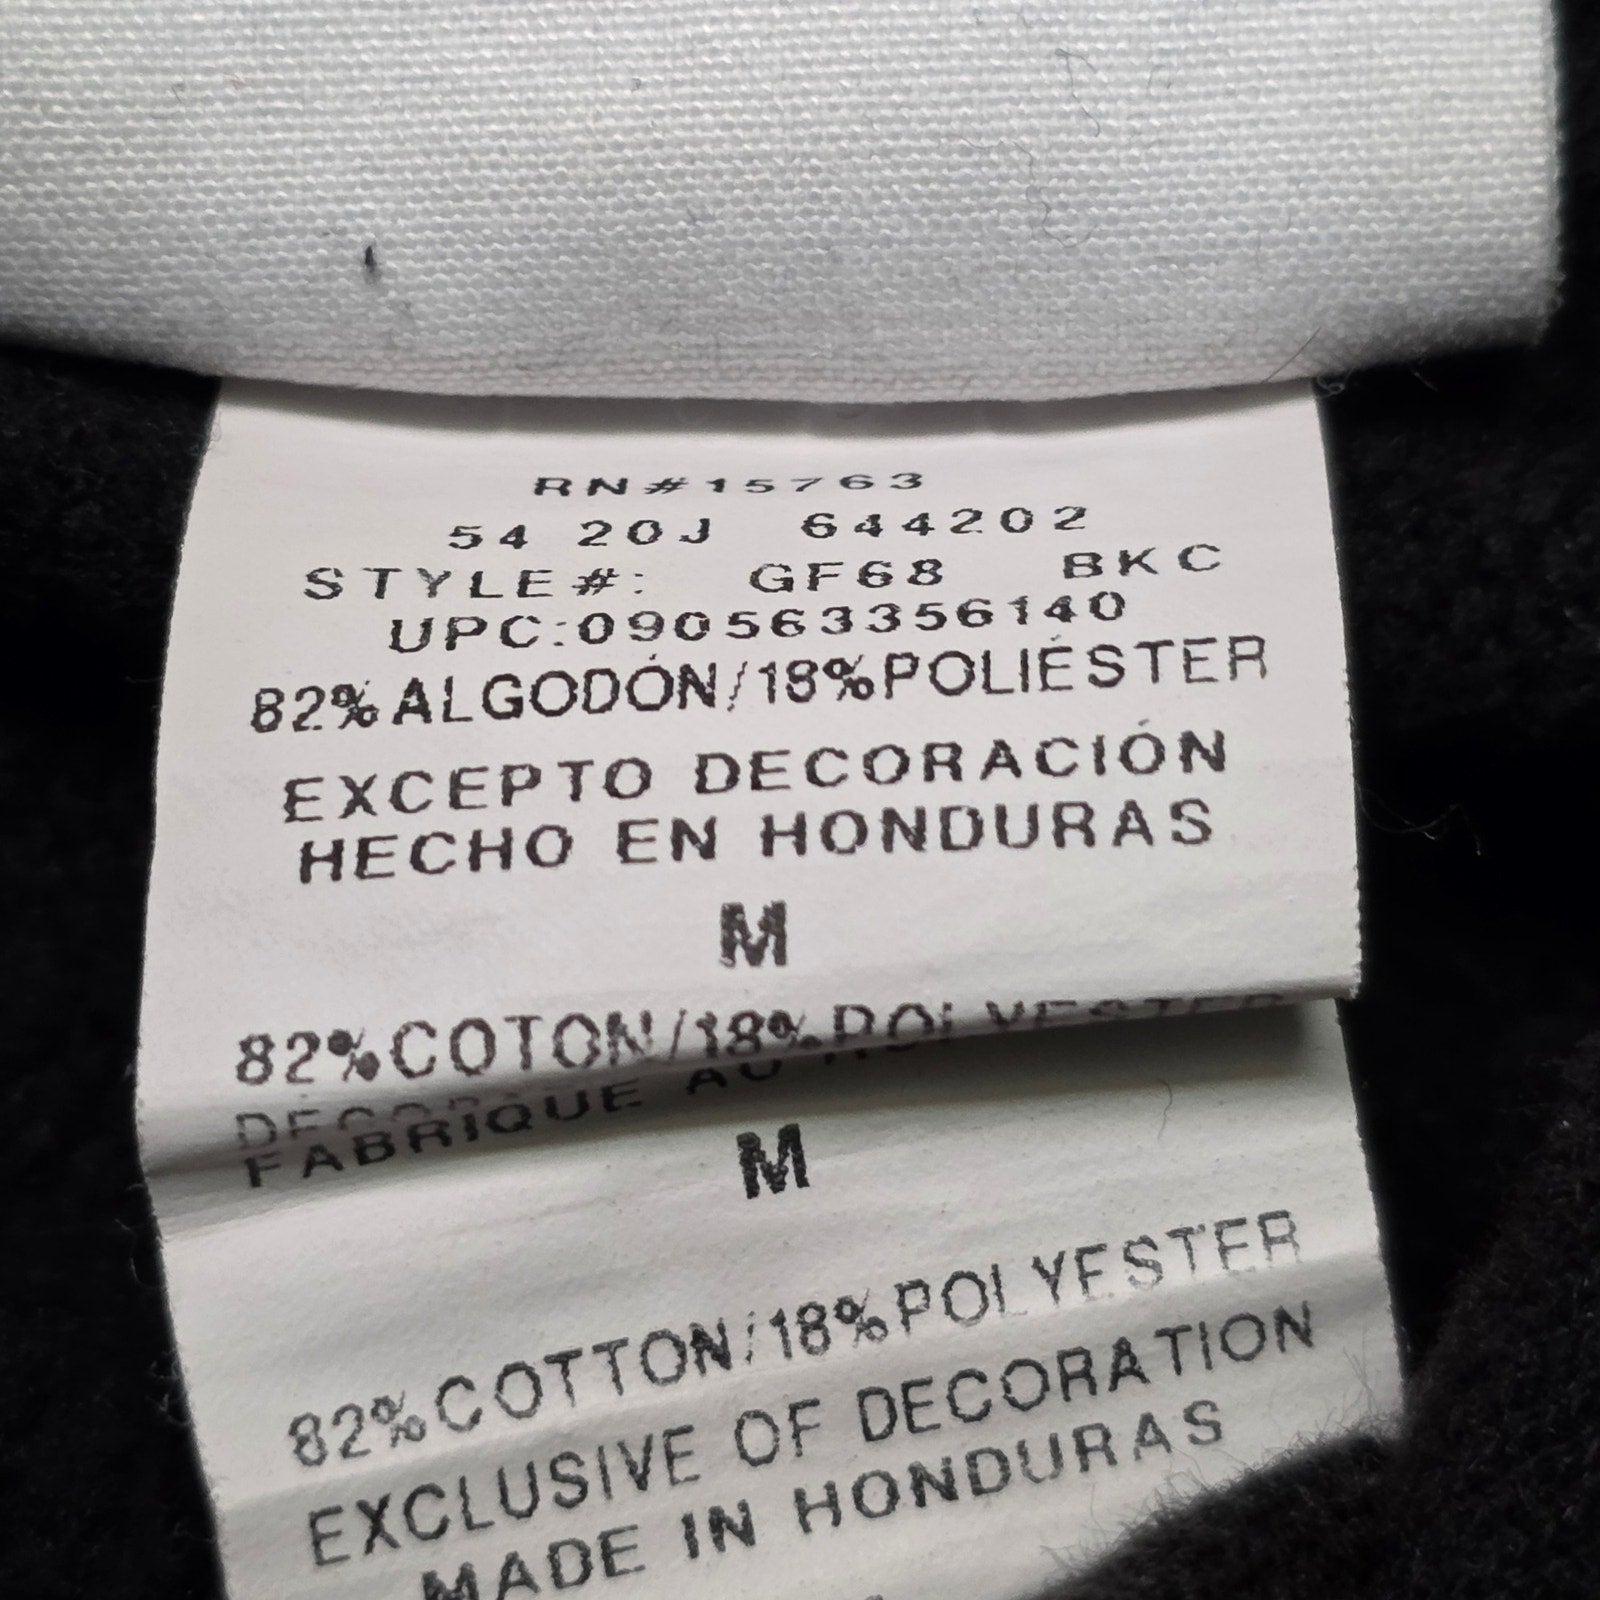 RN#15763
54 20J 644202
STYLE#: GF68 BKC
UPC:090563356140
82%ALGODÓN/18%POLIÉSTER
EXCEPTO DECORACIÓN
HECHO EN HONDURAS
M
82%COTON/18%POLYESTER
FABRIQUE AU
M
82%COTTON/18%POLYESTER
EXCLUSIVE OF DECORATION
MADE IN HONDURAS